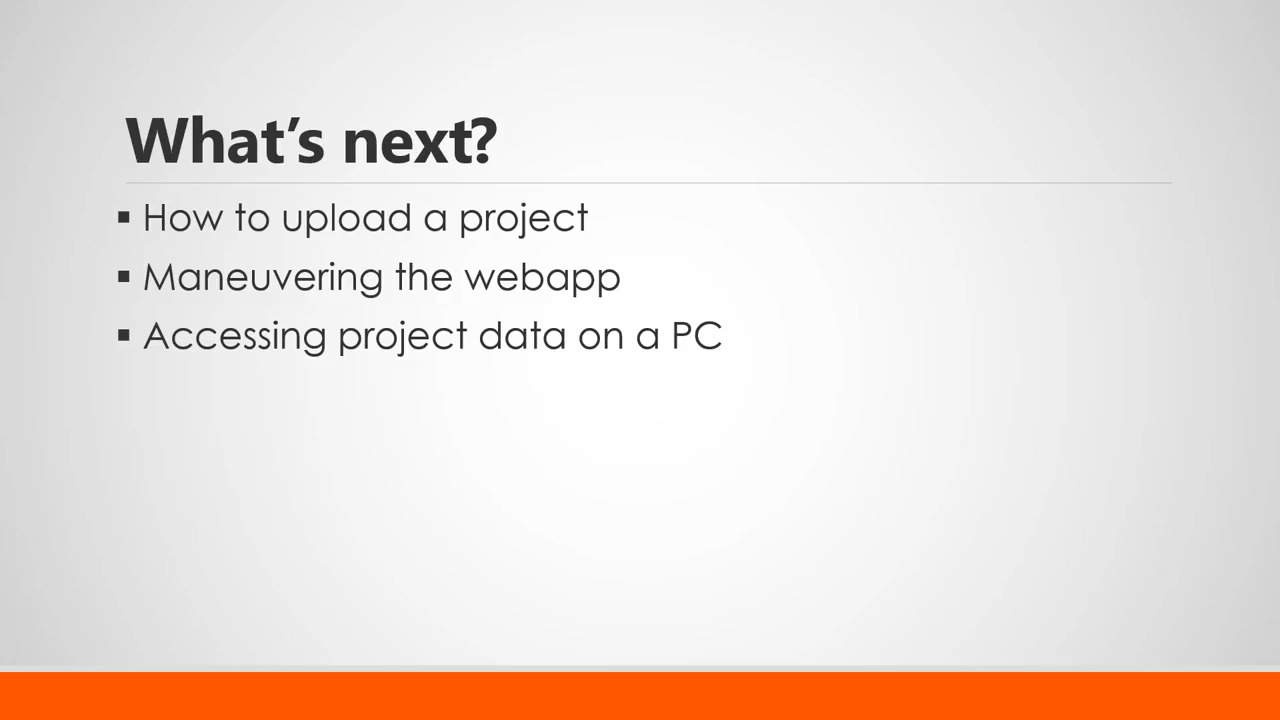 What’s next?
▪ How to upload a project
▪ Maneuvering the webapp
▪ Accessing project data on a PC